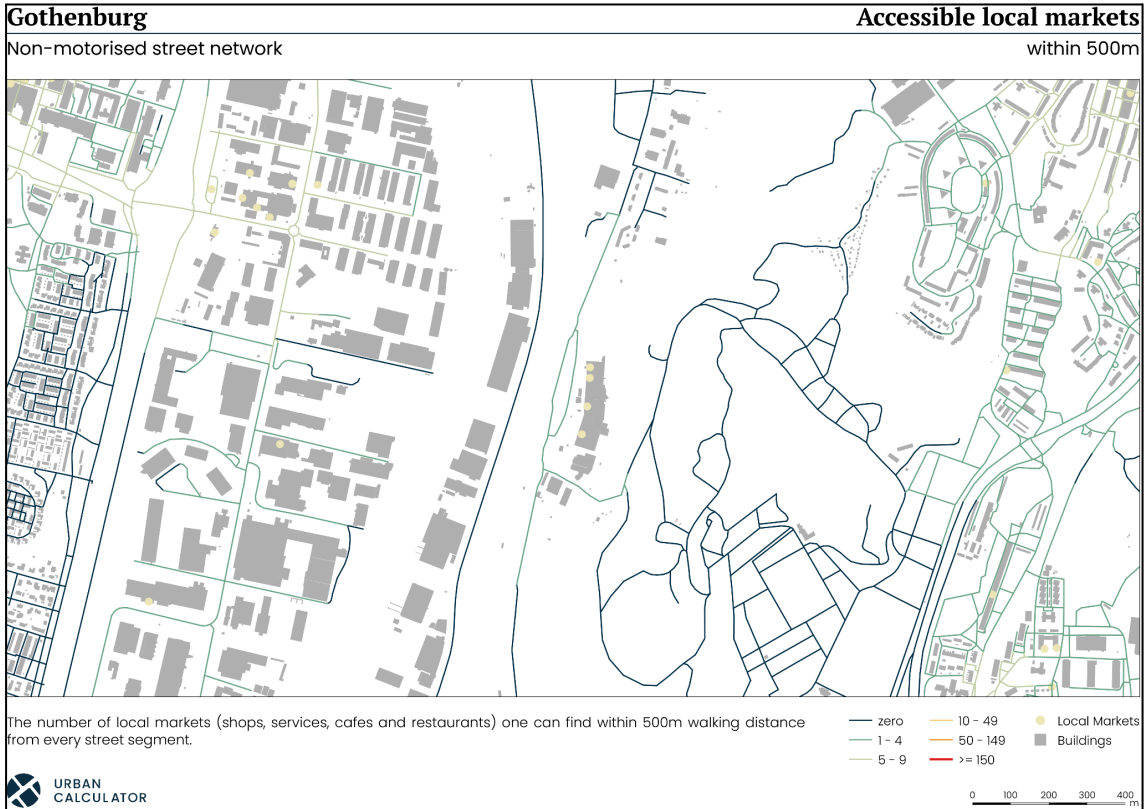 Gothenburg
Accessible local markets
Non-motorised street network
within 500m
The number of local markets (shops, services, cafes and restaurants) one can find within 500m walking distance
from every street segment.
zero
1 - 4
5 - 9
10 - 49
50 - 149
>= 150
Local Markets
Buildings
URBAN
CALCULATOR
0 100 200 300 400
m